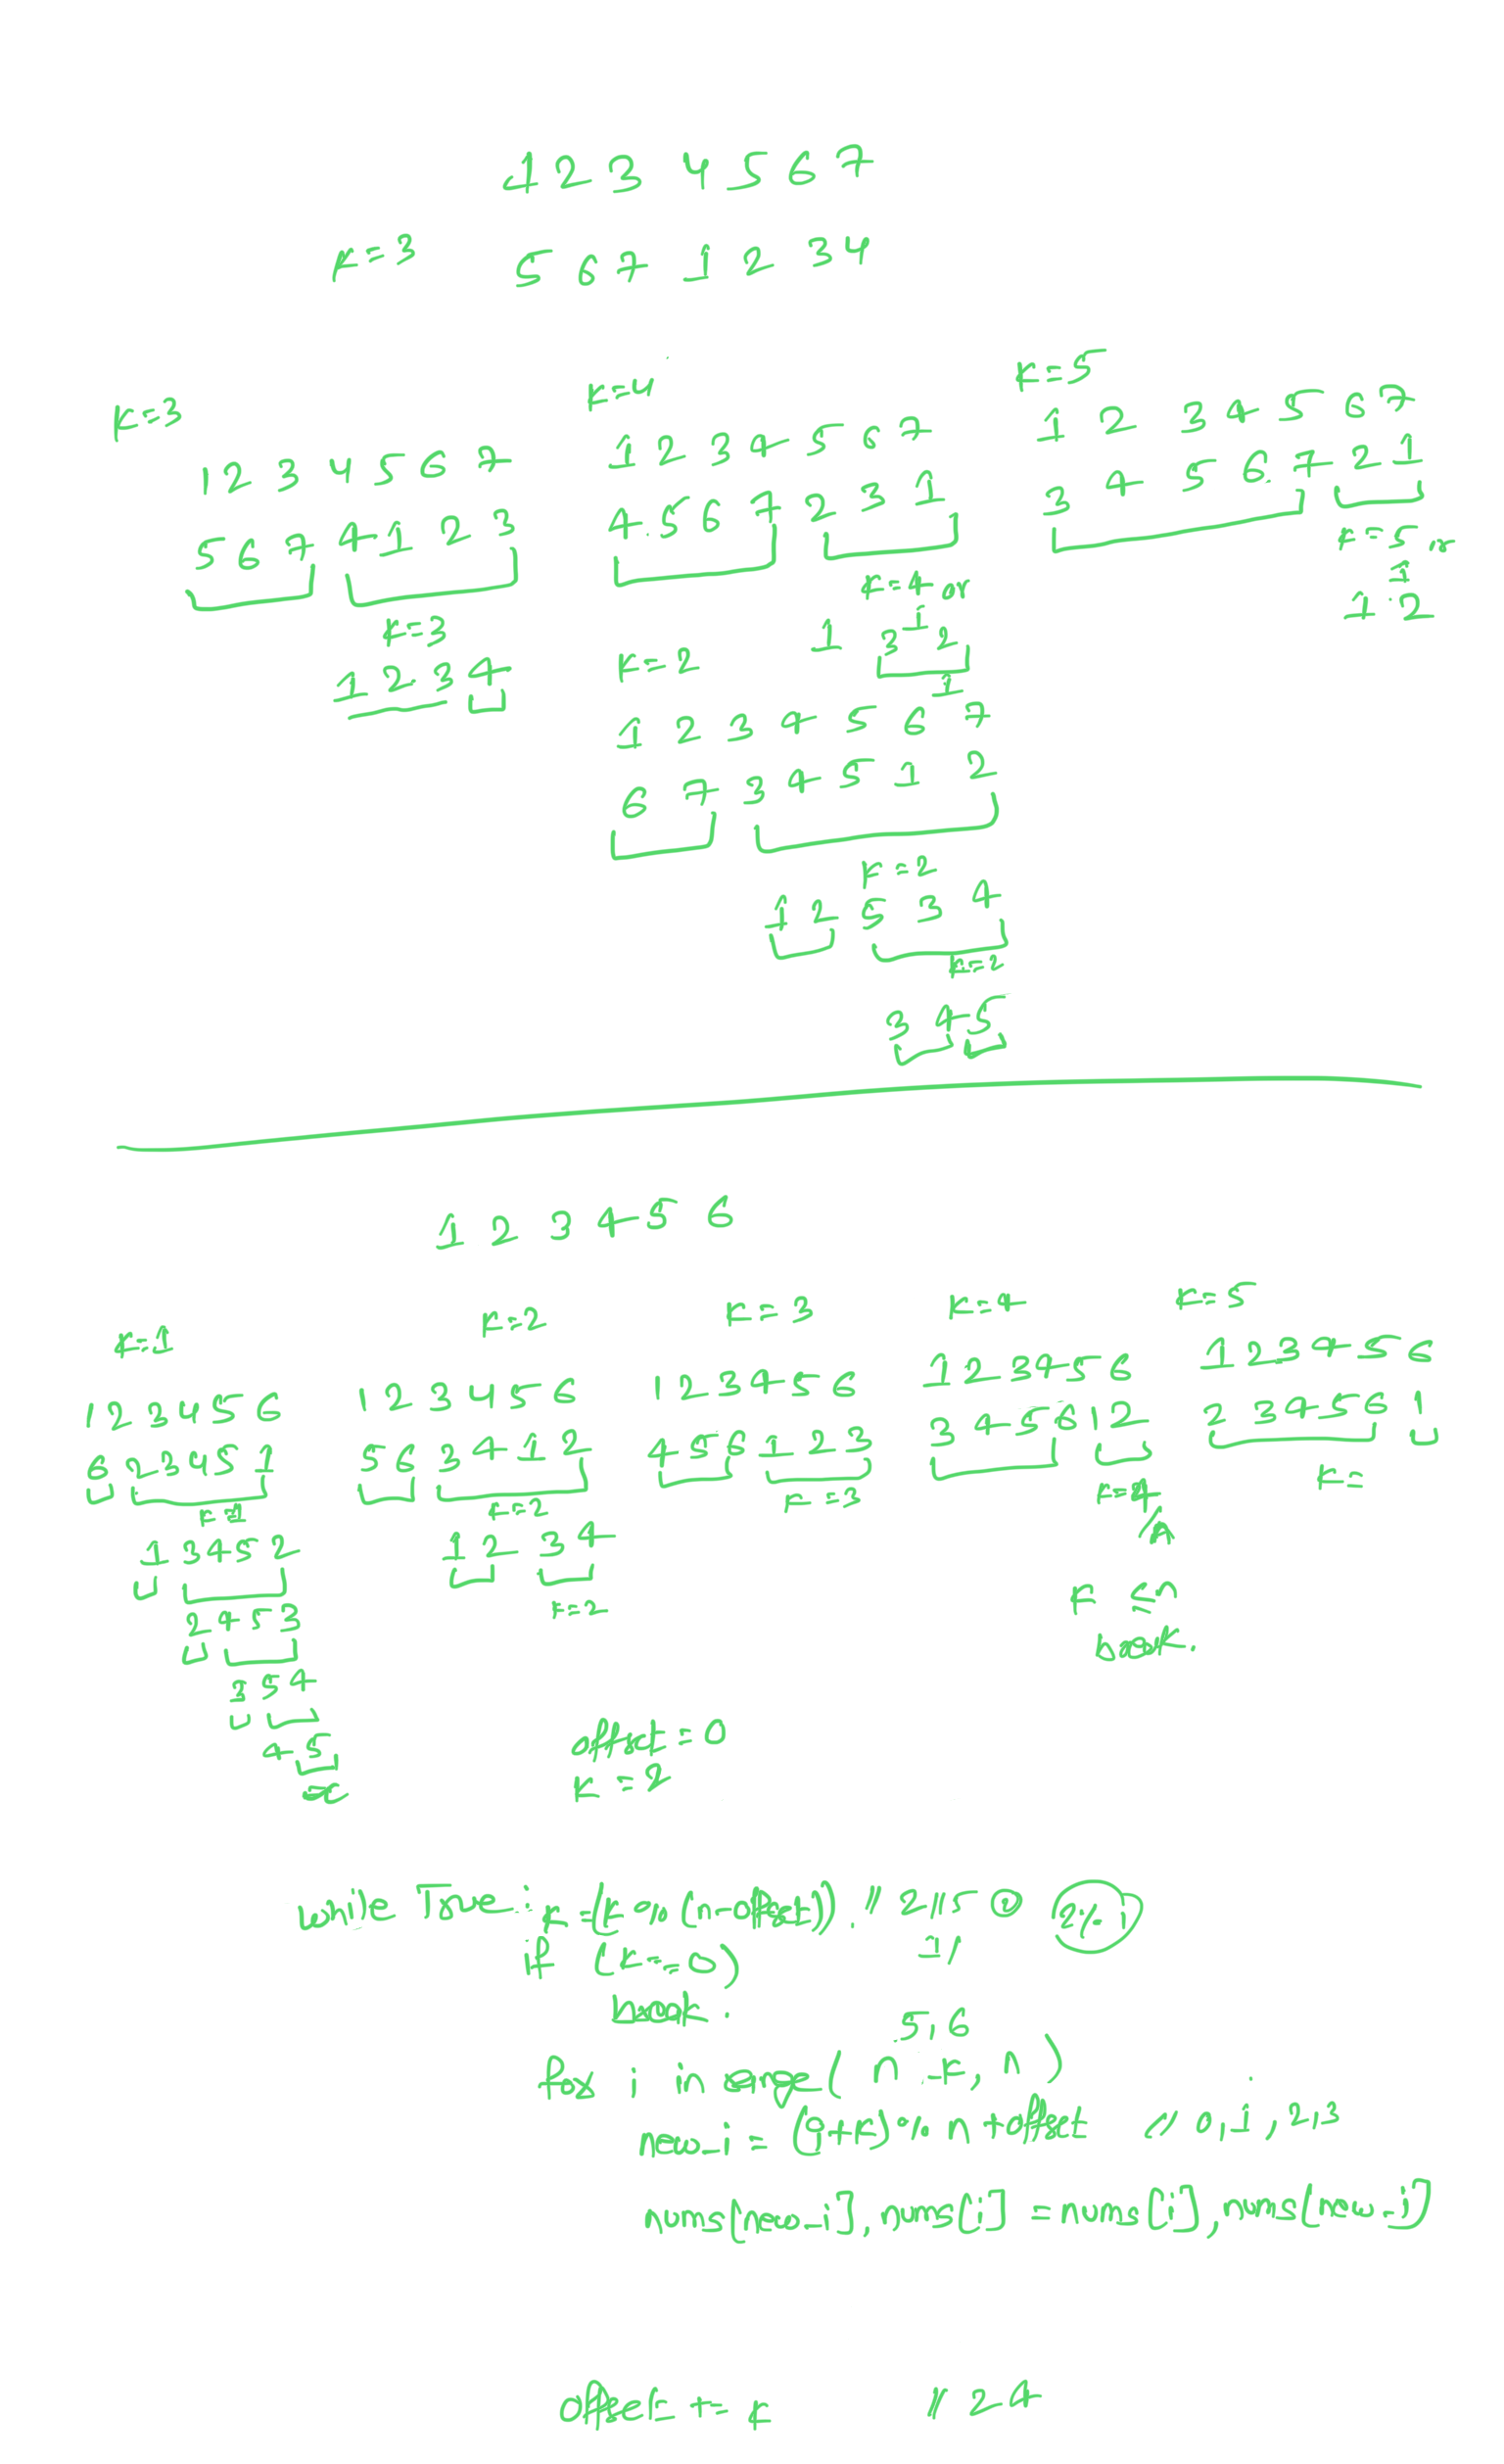 1 2 3 4 5 6 7
K=3 5 6 7 1 2 3 4
K=3
1 2 3 4 5 6 7
5 6 7 4 1 2 3
K=3
1 2 3 4
K=4
1 2 3 4 5 6 7
4 5 6 7 2 3 1
K=4 or 1
1 3 2
1
K=2
1 2 3 4 5 6 7
6 7 3 4 5 1 2
K=2
1 2 5 3 4
K=2
3 4 5
K=5
1 2 3 4 5 6 7
3 4 5 6 7 2 1
K=5 or 1
1 2
1 2 3 4 5 6
K=1
1 2 3 4 5 6
6 2 3 4 5 1
K=1
1 3 4 5 2
2 4 5 3
3 5 4
4 5
K=2
1 2 3 4 5 6
5 6 3 4 1 2
K=2
1 2 3 4
K=2
K=3
1 2 3 4 5 6
4 5 6 1 2 3
K=3
K=4
1 2 3 4 5 6
3 4 5 6 1 2
K=4
K ≤ n
break.
K=5
1 2 3 4 5 6
2 3 4 5 6 1
K=
offset = 0
K = 2
while True: k=(k % (n-offset)). // 2 % 5 2 2 % 1
if (k==0)
break.
5,6
for i in range(n-k, n)
new_i = (i+k) % n + offset // 0,1,2,3
nums[new_i], nums[i] = nums[i], nums[new_i]
offset += k // 2 4